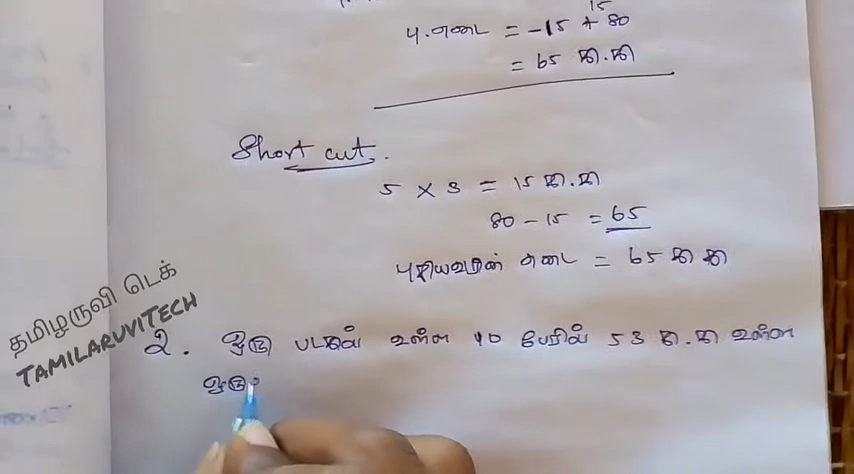 15
பு.எடை = -15 + 80
= 65 கி.கி
Short cut.
5 × 3 = 15 கி.கி
80 - 15 = 65
புதியவரின் எடை = 65 கி கி
தமிழருவி டெக்
TAMILARUVITECH
2. ஒரு படகில் உள்ள 10 பேரில் 53 கி.கி உள்ள
ஒரு